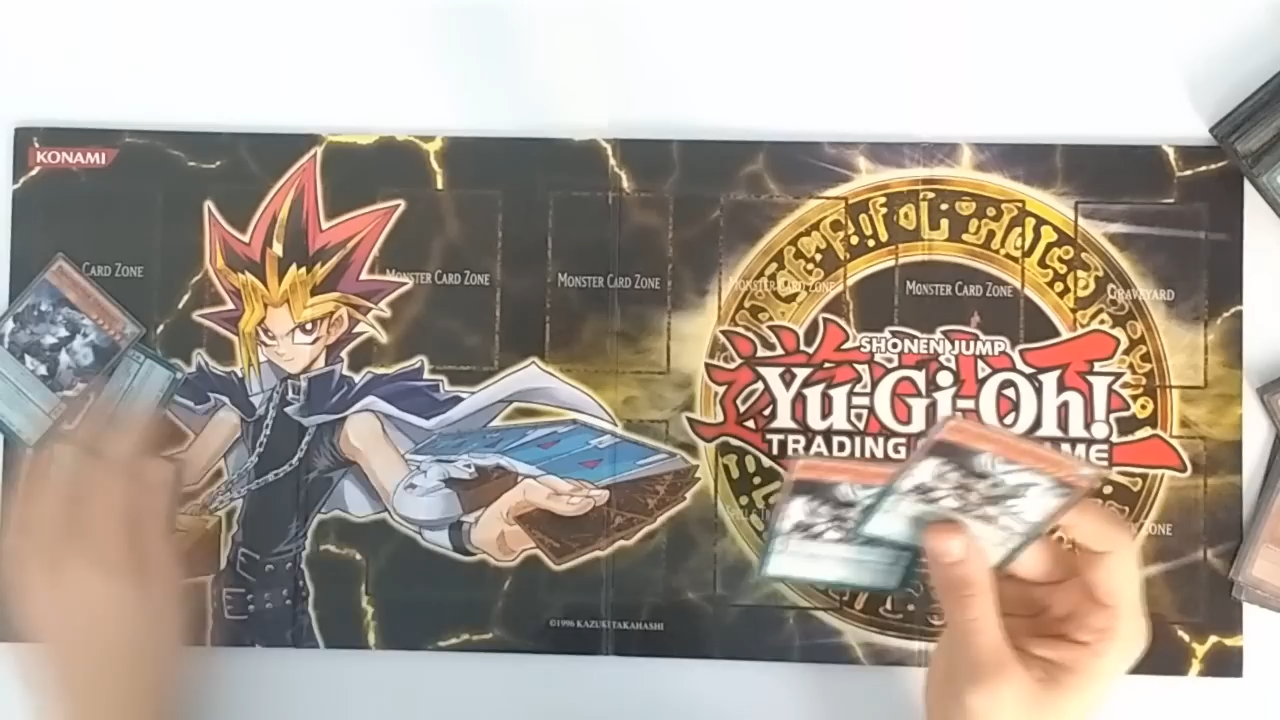 KONAMI
CARD ZONE
MONSTER CARD ZONE
MONSTER CARD ZONE
MONSTER CARD ZONE
MONSTER CARD ZONE
GRAVEYARD
SHONEN JUMP
Yu-Gi-Oh!
TRADING
ME
ZONE
©1996 KAZUKI TAKAHASHI